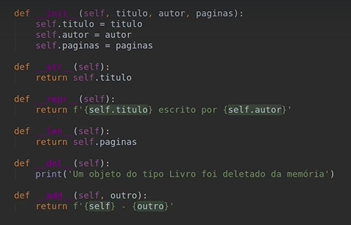 def __init__(self, titulo, autor, paginas):
self.titulo = titulo
self.autor = autor
self.paginas = paginas
def (self):
return self.titulo
def __repr__(self):
return f'{self.titulo} escrito por {self.autor}'
def __len__(self):
return self.paginas
def __del__(self):
print('Um objeto do tipo Livro foi deletado da memória')
def __add__(self, outro):
return f'{self} - {outro}'